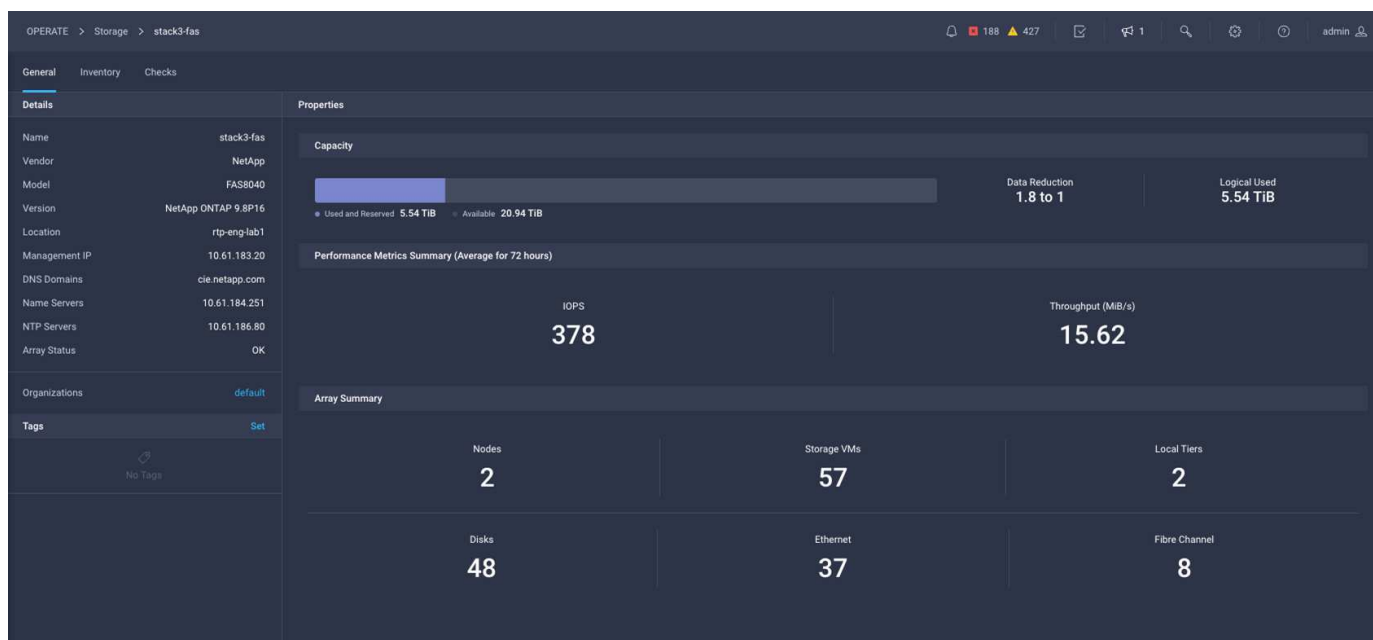 OPERATE > Storage > stack3-fas
188 427 1 admin
General Inventory Checks
Details
Name stack3-fas
Vendor NetApp
Model FAS8040
Version NetApp ONTAP 9.8P16
Location rtp-eng-lab1
Management IP 10.61.183.20
DNS Domains cie.netapp.com
Name Servers 10.61.184.251
NTP Servers 10.61.186.80
Array Status OK
Organizations default
Tags Set
No Tags
Properties
Capacity
Used and Reserved 5.54 TiB Available 20.94 TiB
Data Reduction
1.8 to 1
Logical Used
5.54 TiB
Performance Metrics Summary (Average for 72 hours)
IOPS
378
Throughput (MiB/s)
15.62
Array Summary
Nodes
2
Storage VMs
57
Local Tiers
2
Disks
48
Ethernet
37
Fibre Channel
8